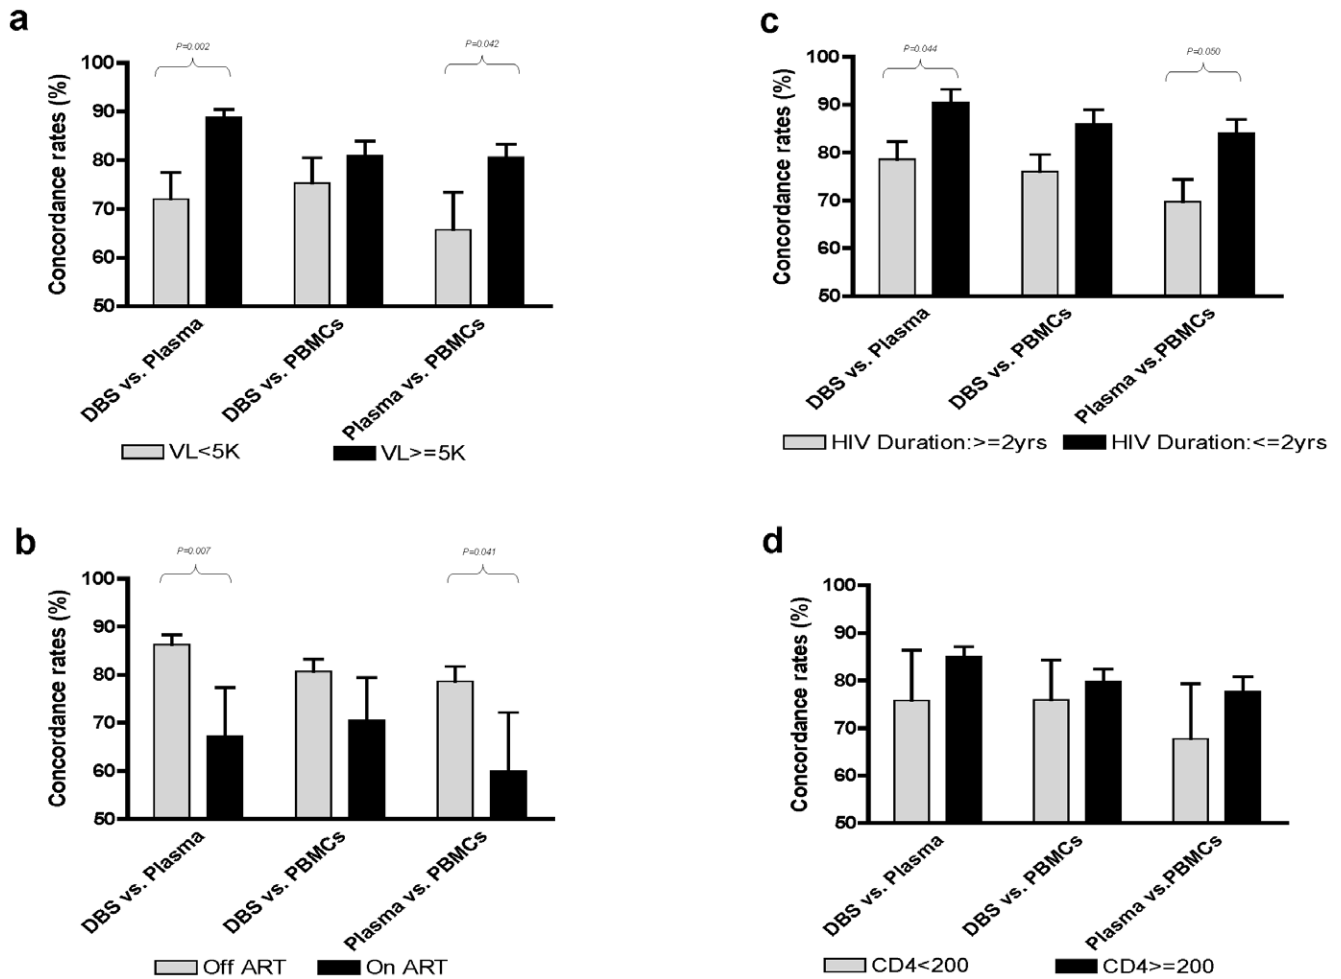 a
P=0.002
P=0.042
100
90
80
70
60
50
Concordance rates (%)
DBS vs. Plasma
DBS vs. PBMCs
Plasma vs. PBMCs
VL<5K
VL>=5K
c
P=0.044
P=0.050
100
90
80
70
60
50
Concordance rates (%)
DBS vs. Plasma
DBS vs. PBMCs
Plasma vs.PBMCs
HIV Duration:>=2yrs
HIV Duration:<=2yrs
b
P=0.007
P=0.041
100
90
80
70
60
50
Concordance rates (%)
DBS vs. Plasma
DBS vs. PBMCs
Plasma vs. PBMCs
Off ART
On ART
d
100
90
80
70
60
50
Concordance rates (%)
DBS vs. Plasma
DBS vs. PBMCs
Plasma vs.PBMCs
CD4<200
CD4>=200